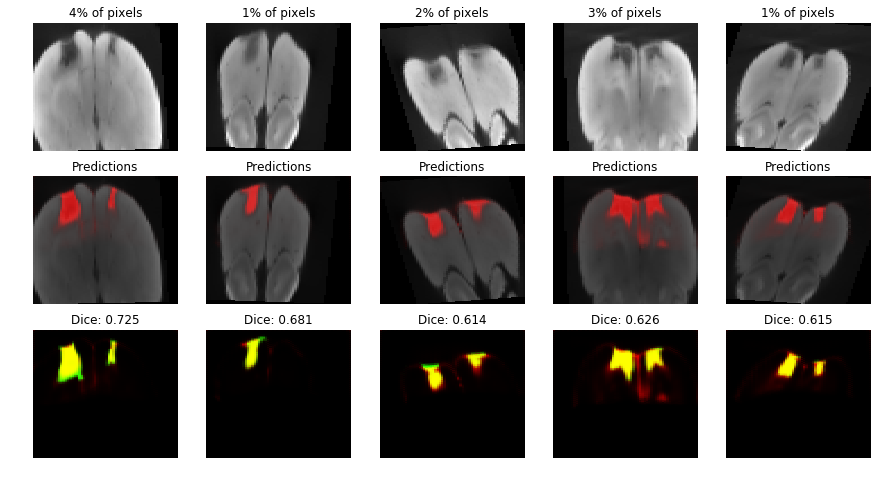 4% of pixels
1% of pixels
2% of pixels
3% of pixels
1% of pixels
Predictions
Predictions
Predictions
Predictions
Predictions
Dice: 0.725
Dice: 0.681
Dice: 0.614
Dice: 0.626
Dice: 0.615